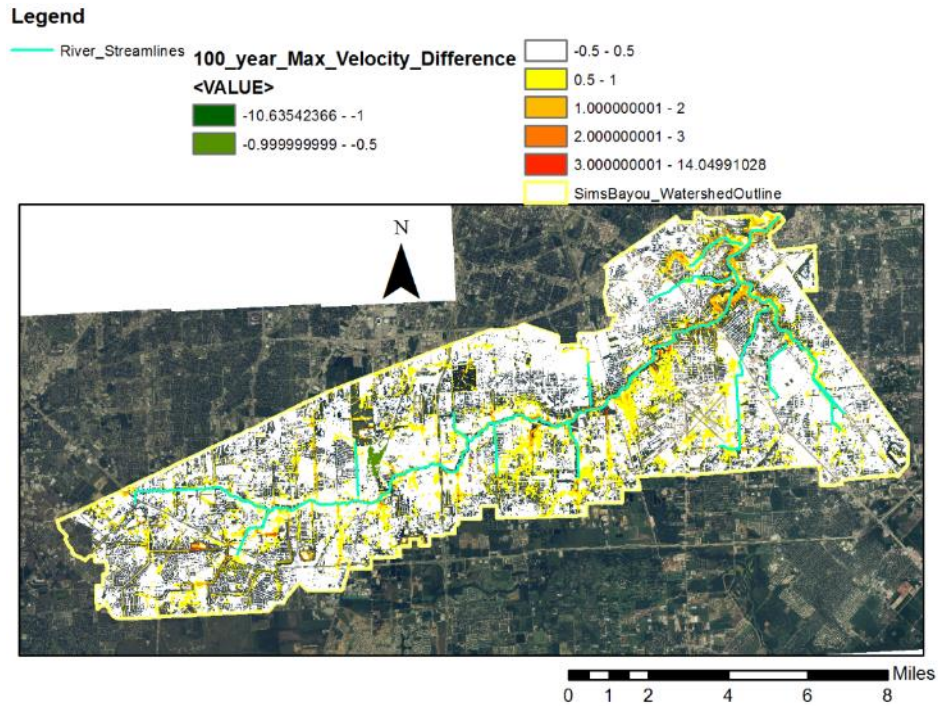 Legend
River_Streamlines
100_year_Max_Velocity_Difference
<VALUE>
-10.63542366 - -1
-0.999999999 - -0.5
-0.5 - 0.5
0.5 - 1
1.000000001 - 2
2.000000001 - 3
3.000000001 - 14.04991028
SimsBayou_WatershedOutline
N
Miles
0 1 2 4 6 8